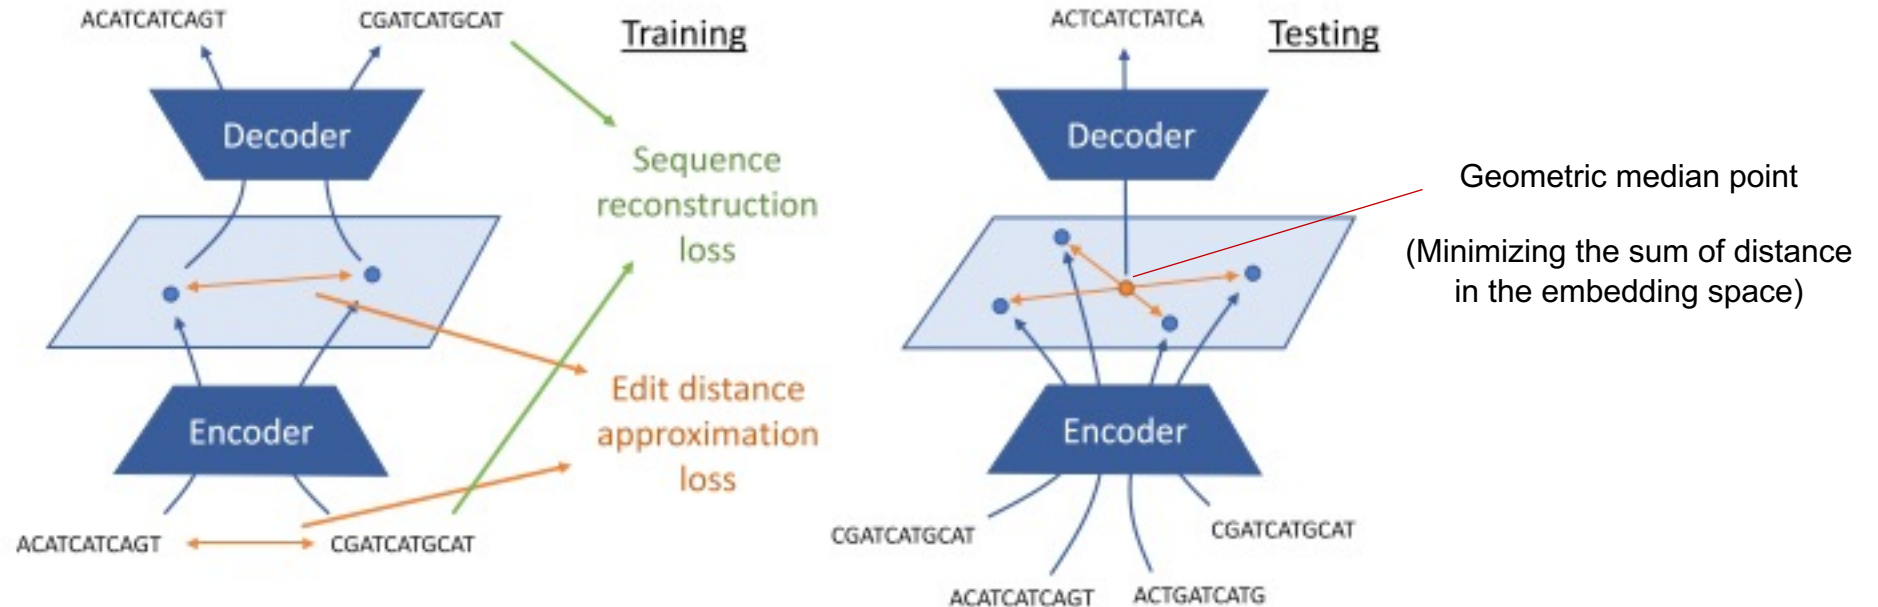 ACATCATCAGT
CGATCATGCAT
Training
Decoder
Sequence
reconstruction
loss
Edit distance
approximation
loss
Encoder
ACATCATCAGT
CGATCATGCAT
ACTCATCTATCA
Testing
Decoder
Geometric median point
(Minimizing the sum of distance
in the embedding space)
Encoder
CGATCATGCAT
CGATCATGCAT
ACATCATCAGT
ACTGATCATG